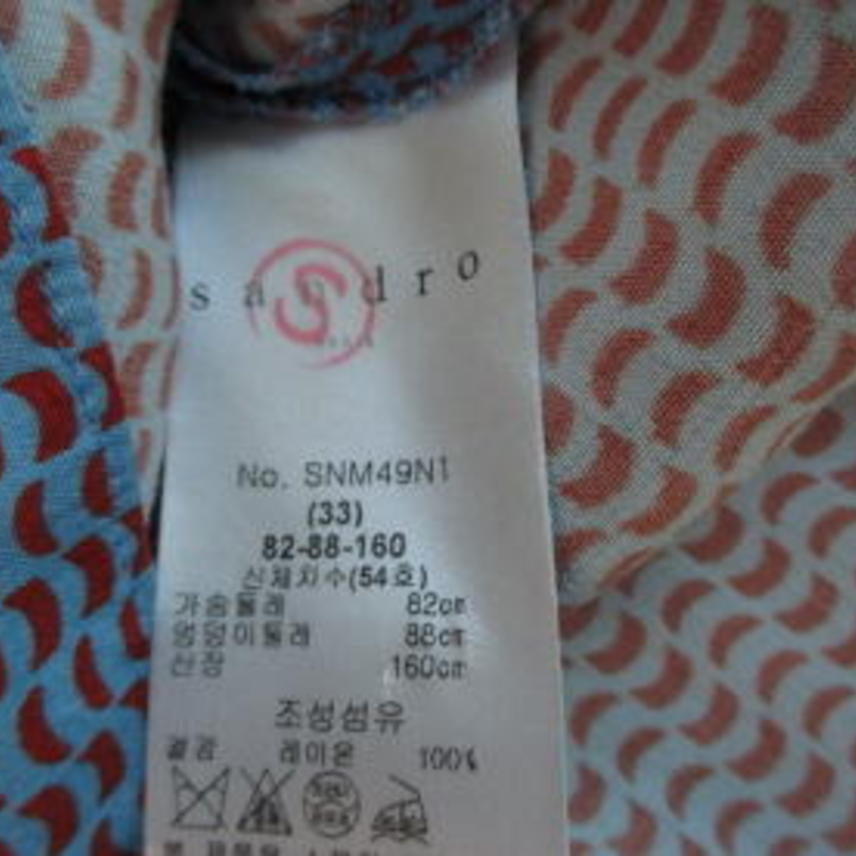 sandro
No. SNM49N1
(33)
82-88-160
신체치수(54호)
가슴둘레 82cm
엉덩이둘레 88cm
신장 160cm
조성섬유
겉감 레이온 100%